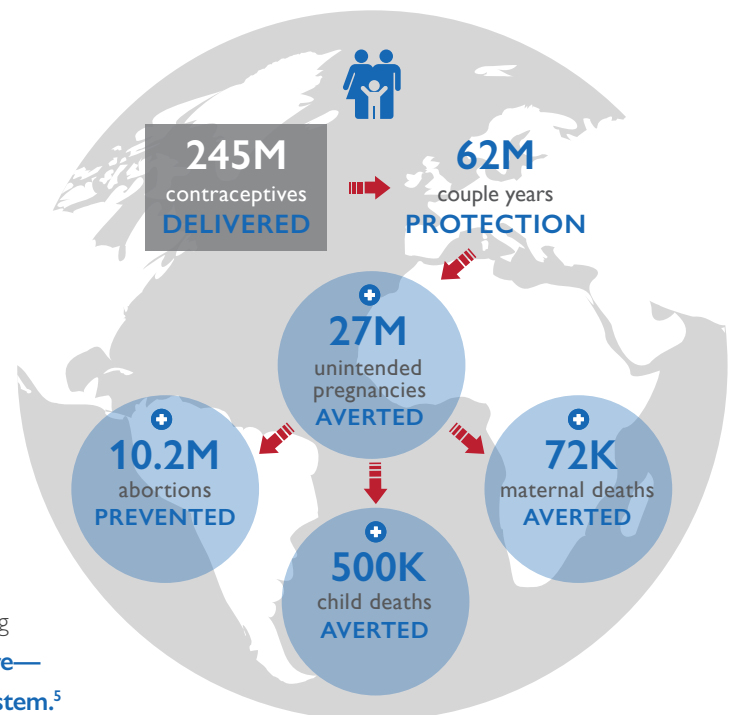 245M
contraceptives
DELIVERED
62M
couple years
PROTECTION
27M
unintended
pregnancies
AVERTED
10.2M
abortions
PREVENTED
72K
maternal deaths
AVERTED
500K
child deaths
AVERTED
g
re—
stem.⁵